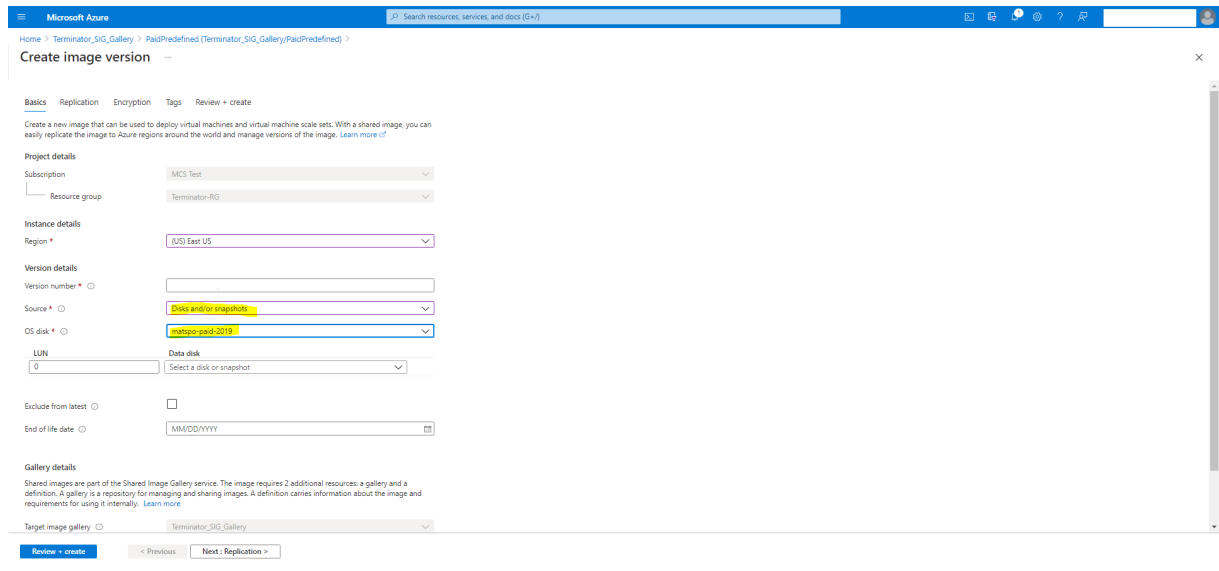 Microsoft Azure
Search resources, services, and docs (G+/)
1
Home > Terminator_SIG_Gallery > PaidPredefined (Terminator_SIG_Gallery/PaidPredefined) >
Create image version ...
Basics Replication Encryption Tags Review + create
Create a new image that can be used to deploy virtual machines and virtual machine scale sets. With a shared image, you can
easily replicate the image to Azure regions around the world and manage versions of the image. Learn more
Project details
Subscription MCS Test
Resource group Terminator-RG
Instance details
Region * (US) East US
Version details
Version number *
Source * Disks and/or snapshots
OS disk * matspo-paid-2019
LUN Data disk
0 Select a disk or snapshot
Exclude from latest
End of life date MM/DD/YYYY
Gallery details
Shared images are part of the Shared Image Gallery service. The image requires 2 additional resources: a gallery and a
definition. A gallery is a repository for managing and sharing images. A definition carries information about the image and
requirements for using it internally. Learn more
Target image gallery Terminator_SIG_Gallery
Review + create < Previous Next : Replication >